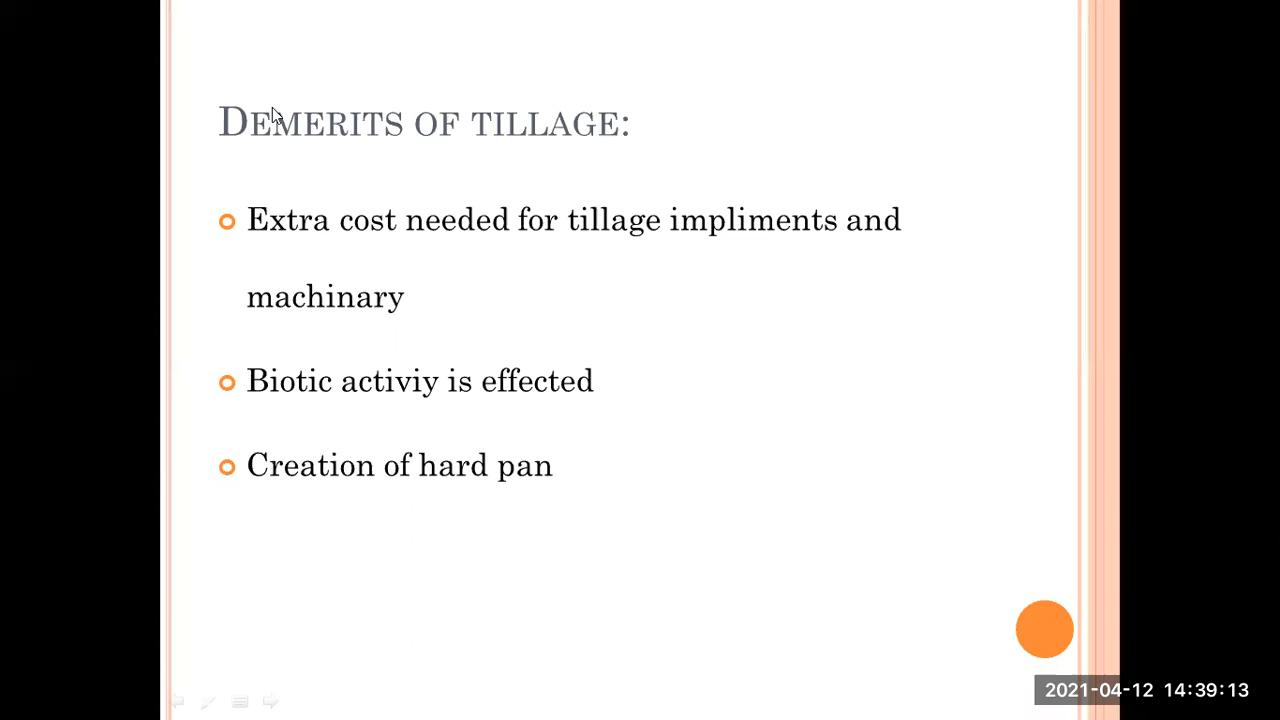 Demerits of tillage:
Extra cost needed for tillage impliments and
machinary
Biotic activiy is effected
Creation of hard pan
2021-04-12 14:39:13